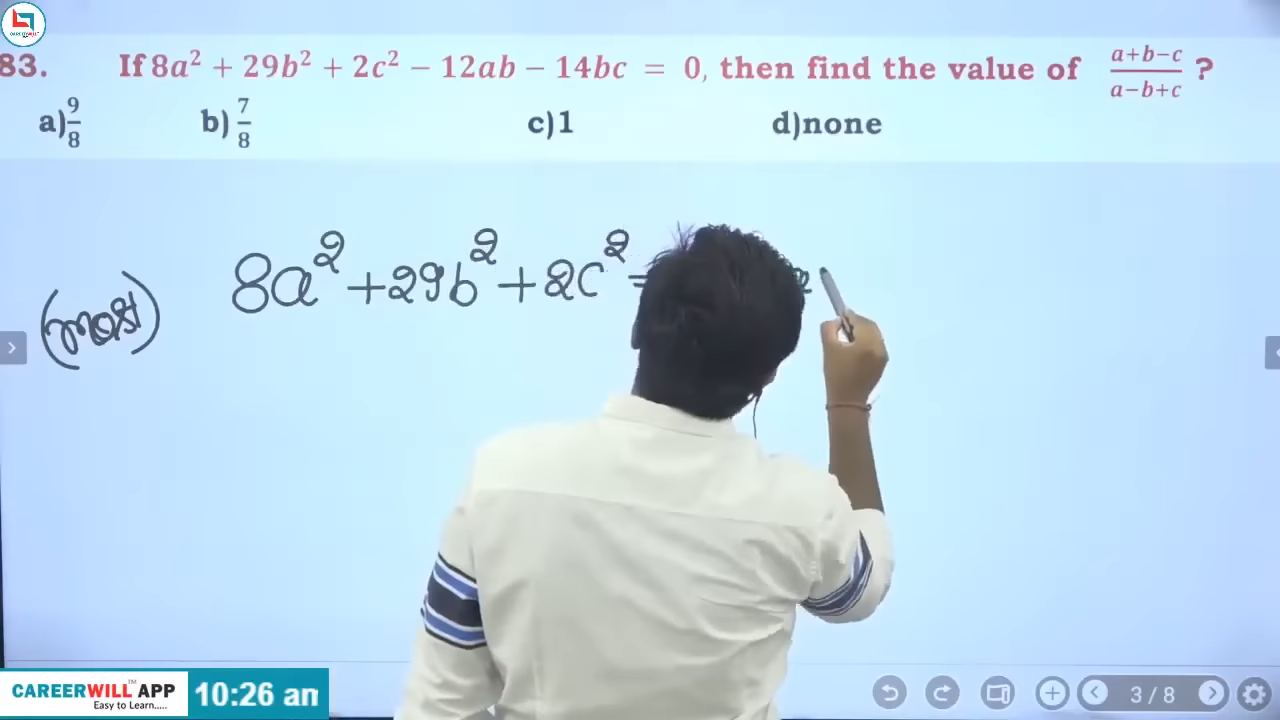 CAREERWILL
83. If 8a² + 29b² + 2c² − 12ab − 14bc = 0, then find the value of (a+b−c)/(a−b+c) ?
a) 9/8 b) 7/8 c)1 d)none
8a² + 29b² + 2c²
CAREERWILL™ APP
Easy to Learn.....
10:26 am
3 / 8